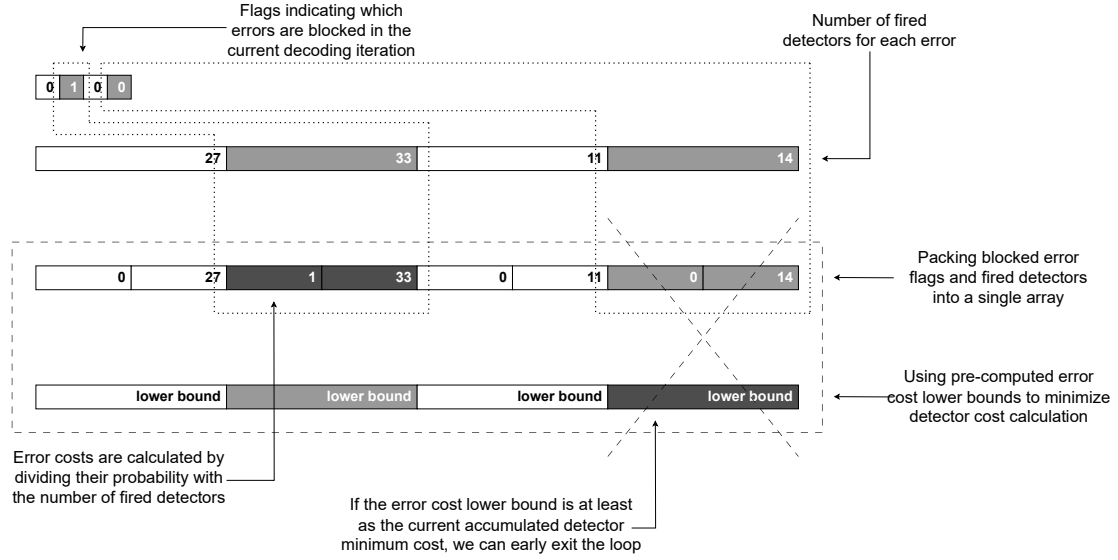 Flags indicating which
errors are blocked in the
current decoding iteration
Number of fired
detectors for each error
0 1 0 0
27 33 11 14
0 27 1 33 0 11 0 14
Packing blocked error
flags and fired detectors
into a single array
lower bound lower bound lower bound lower bound
Using pre-computed error
cost lower bounds to minimize
detector cost calculation
Error costs are calculated by
dividing their probability with
the number of fired detectors
If the error cost lower bound is at least
as the current accumulated detector
minimum cost, we can early exit the loop